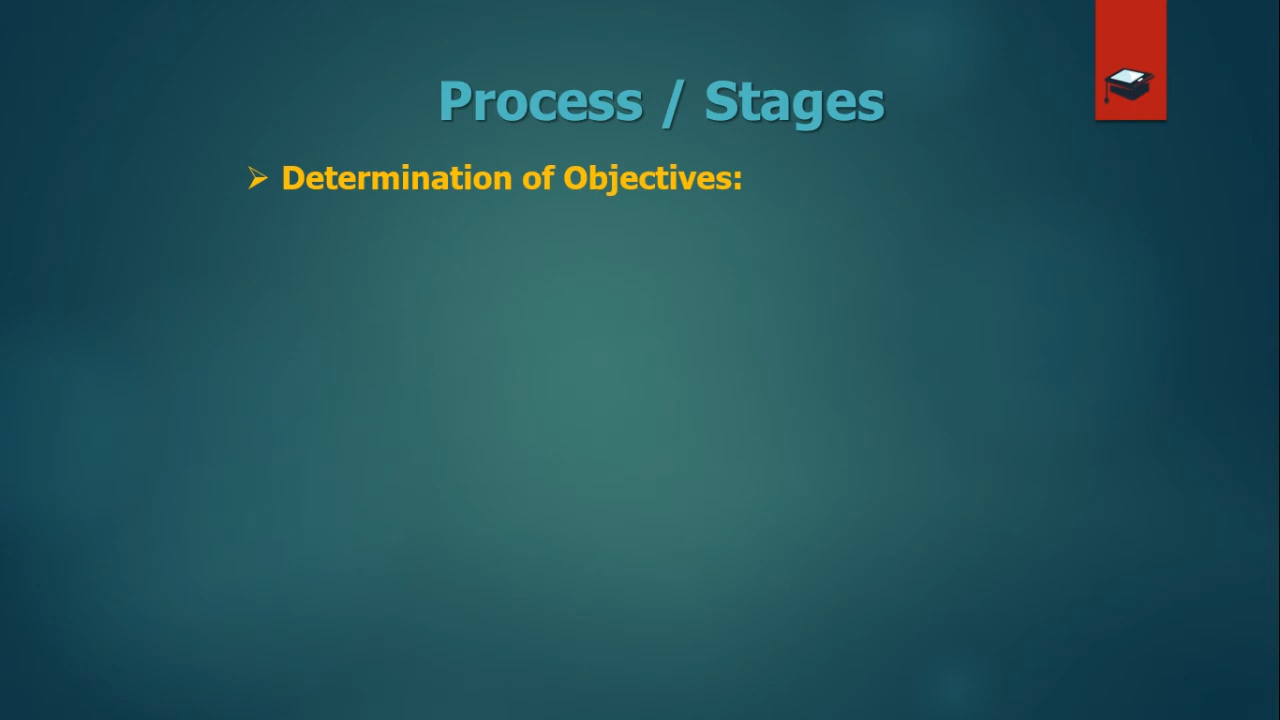 Process / Stages
Determination of Objectives: